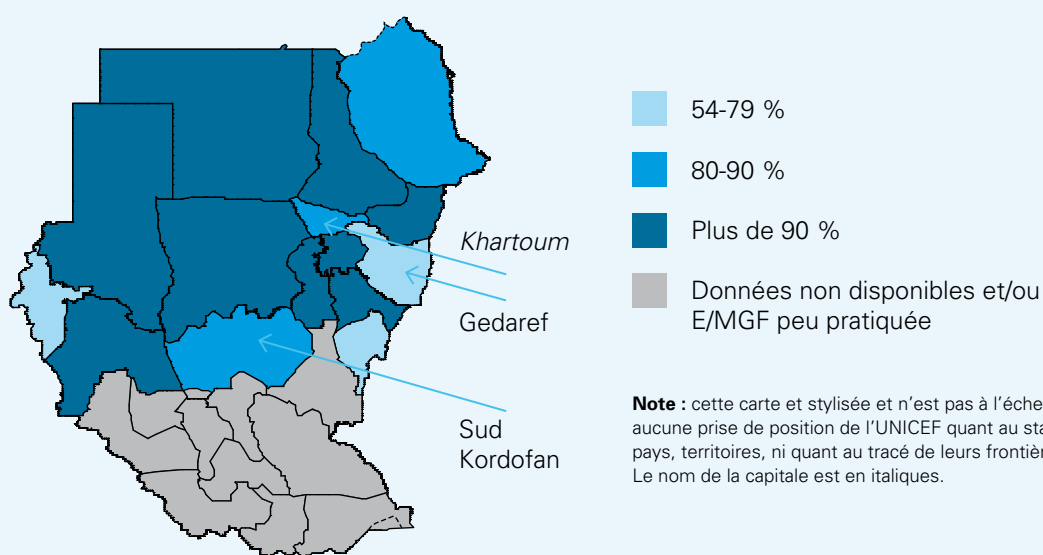 Khartoum
Gedaref
Sud
Kordofan
54-79 %
80-90 %
Plus de 90 %
Données non disponibles et/ou
E/MGF peu pratiquée
Note : cette carte et stylisée et n'est pas à l'éche
aucune prise de position de l'UNICEF quant au sta
pays, territoires, ni quant au tracé de leurs frontièr
Le nom de la capitale est en italiques.